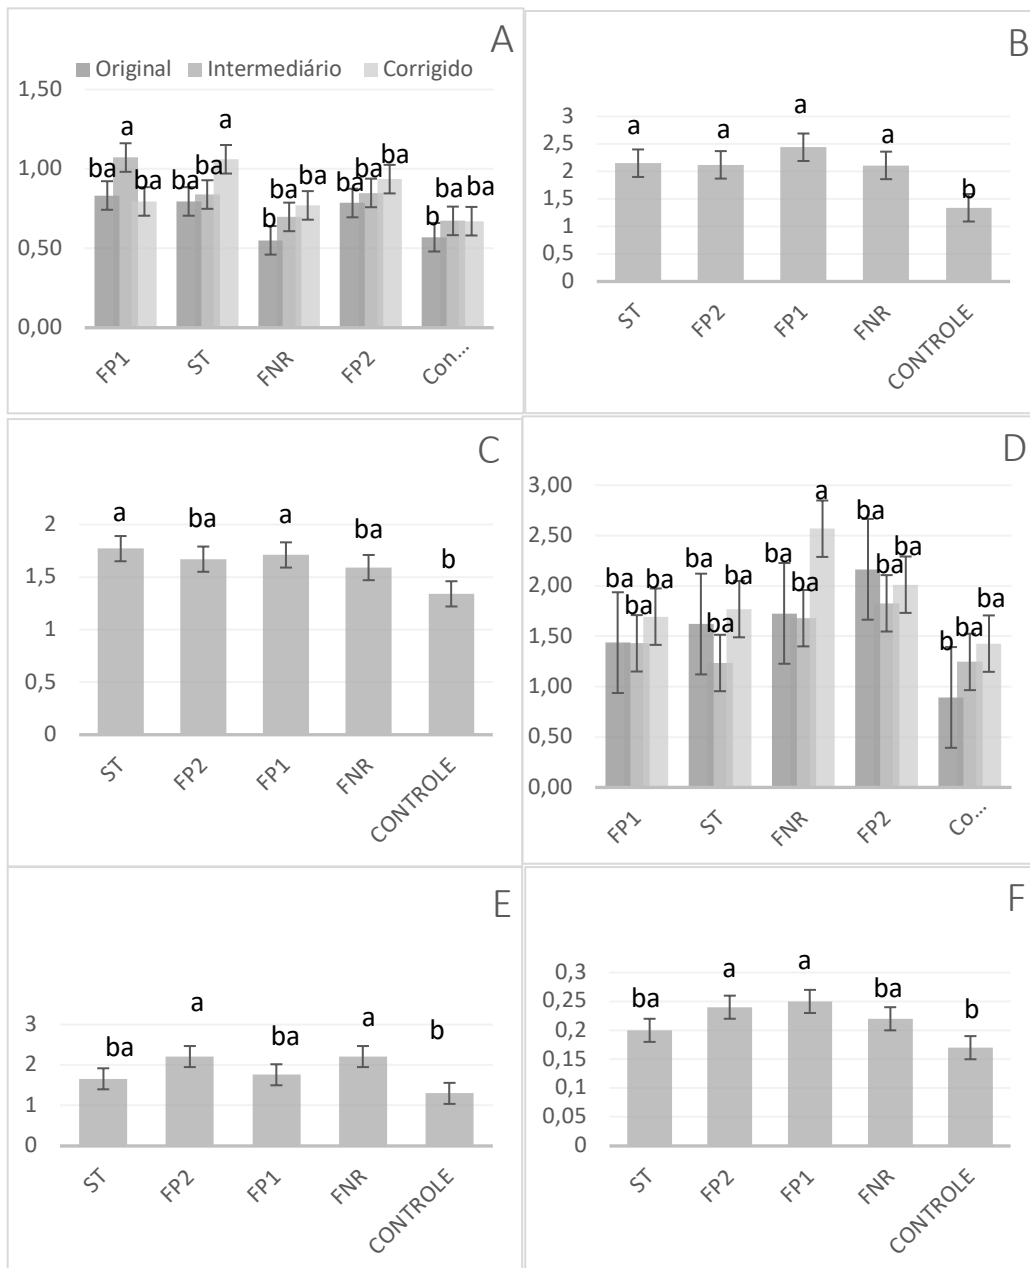 A
Original Intermediário Corrigido
1,50
1,00
0,50
0,00
ba a ba
ba ba a
b ba ba
ba ba ba
b ba ba
FP1 ST FNR FP2 Con...
B
3
2,5
2
1,5
1
0,5
0
a a a a b
ST FP2 FP1 FNR CONTROLE
C
2
1,5
1
0,5
0
a ba a ba b
ST FP2 FP1 FNR CONTROLE
D
3,00
2,50
2,00
1,50
1,00
0,50
0,00
ba ba ba
ba ba ba
ba ba a
ba ba ba
b ba ba
FP1 ST FNR FP2 Co...
E
3
2
1
0
ba a ba a b
ST FP2 FP1 FNR CONTROLE
F
0,3
0,25
0,2
0,15
0,1
0,05
0
ba a a ba b
ST FP2 FP1 FNR CONTROLE